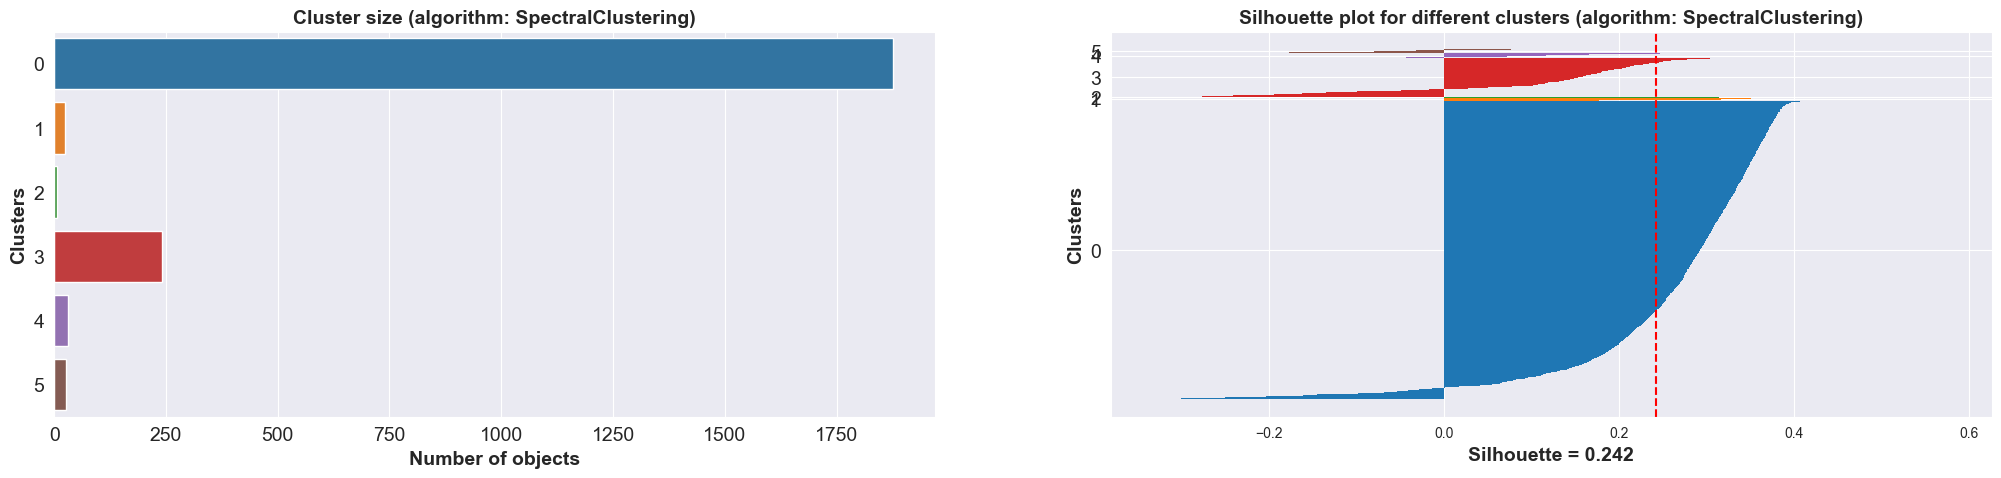 Cluster size (algorithm: SpectralClustering)
Clusters
0
1
2
3
4
5
0 250 500 750 1000 1250 1500 1750
Number of objects
Silhouette plot for different clusters (algorithm: SpectralClustering)
Clusters
5
4
3
2
1
0
−0.2 0.0 0.2 0.4 0.6
Silhouette = 0.242